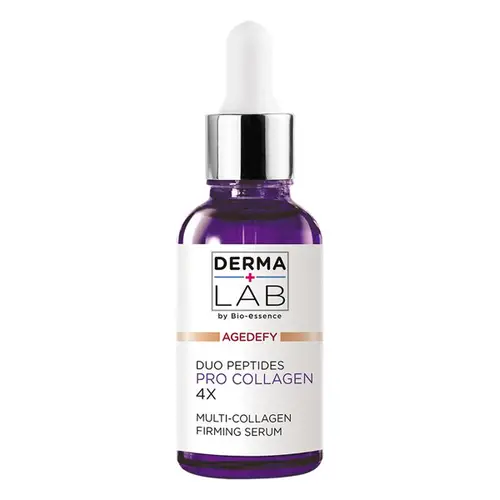 DERMA
+
LAB
by Bio-essence
AGEDEFY
DUO PEPTIDES
PRO COLLAGEN
4X
MULTI-COLLAGEN
FIRMING SERUM